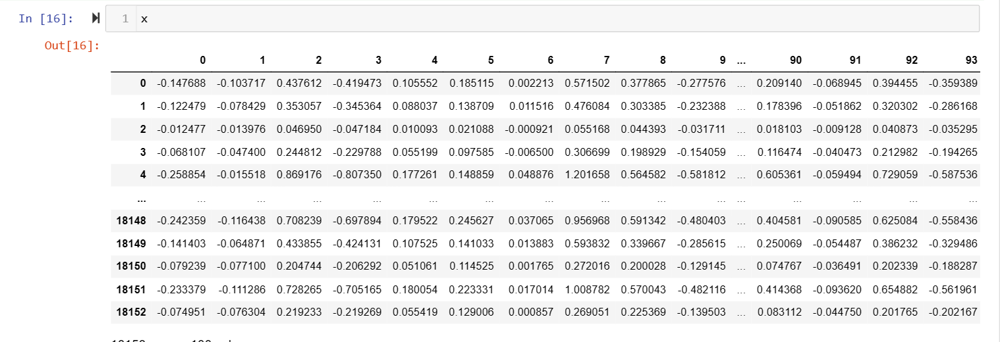 In [16]: 1 x
Out[16]:
0 1 2 3 4 5 6 7 8 9 ... 90 91 92 93
0 -0.147688 -0.103717 0.437612 -0.419473 0.105552 0.185115 0.002213 0.571502 0.377865 -0.277576 ... 0.209140 -0.068945 0.394455 -0.359389
1 -0.122479 -0.078429 0.353057 -0.345364 0.088037 0.138709 0.011516 0.476084 0.303385 -0.232388 ... 0.178396 -0.051862 0.320302 -0.286168
2 -0.012477 -0.013976 0.046950 -0.047184 0.010093 0.021088 -0.000921 0.055168 0.044393 -0.031711 ... 0.018103 -0.009128 0.040873 -0.035295
3 -0.068107 -0.047400 0.244812 -0.229788 0.055199 0.097585 -0.006500 0.306699 0.198929 -0.154059 ... 0.116474 -0.040473 0.212982 -0.194265
4 -0.258854 -0.015518 0.869176 -0.807350 0.177261 0.148859 0.048876 1.201658 0.564582 -0.581812 ... 0.605361 -0.059494 0.729059 -0.587536
... ... ... ... ... ... ... ... ... ... ... ... ... ... ... ...
18148 -0.242359 -0.116438 0.708239 -0.697894 0.179522 0.245627 0.037065 0.956968 0.591342 -0.480403 ... 0.404581 -0.090585 0.625084 -0.558436
18149 -0.141403 -0.064871 0.433855 -0.424131 0.107525 0.141033 0.013883 0.593832 0.339667 -0.285615 ... 0.250069 -0.054487 0.386232 -0.329486
18150 -0.079239 -0.077100 0.204744 -0.206292 0.051061 0.114525 0.001765 0.272016 0.200028 -0.129145 ... 0.074767 -0.036491 0.202339 -0.188287
18151 -0.233379 -0.111286 0.728265 -0.705165 0.180054 0.223331 0.017014 1.008782 0.570043 -0.482116 ... 0.414368 -0.093620 0.654882 -0.561961
18152 -0.074951 -0.076304 0.219233 -0.219269 0.055419 0.129006 0.000857 0.269051 0.225369 -0.139503 ... 0.083112 -0.044750 0.201765 -0.202167